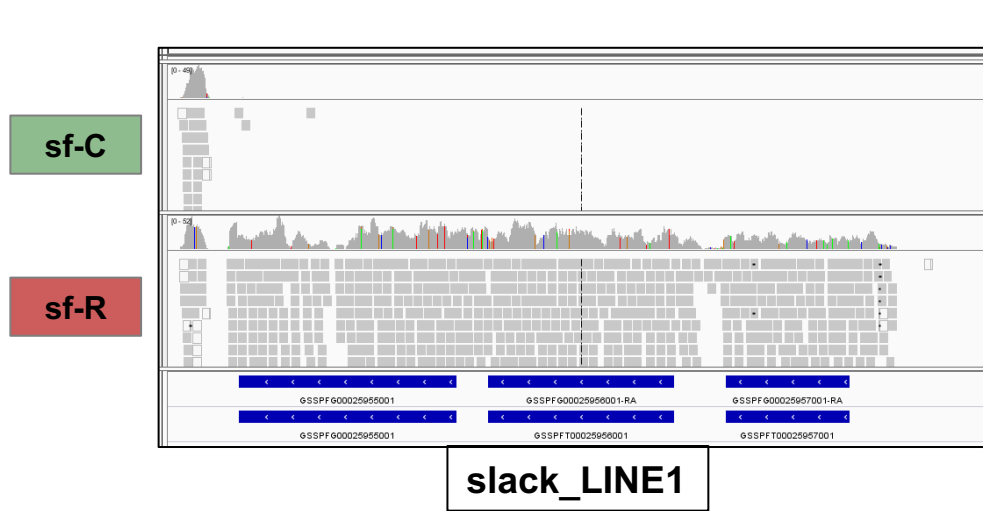 [0 - 49]
sf-C
[0 - 52]
sf-R
GSSPFG00025955001 GSSPFG00025956001-RA GSSPFG00025957001-RA
GSSPFG00025955001 GSSPFT00025956001 GSSPFT00025957001
slack_LINE1